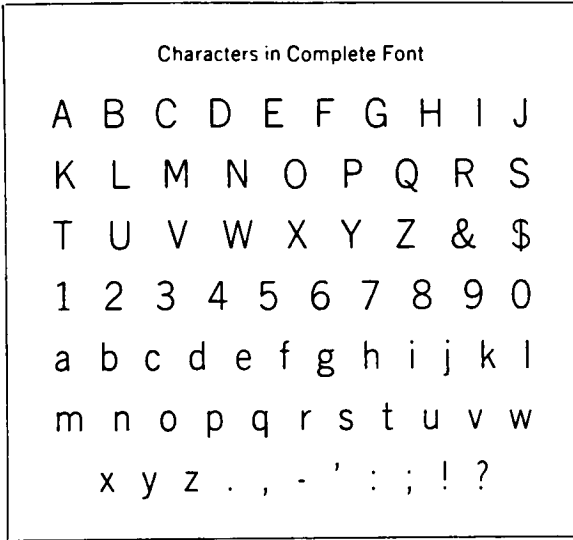 Characters in Complete Font
A B C D E F G H I J
K L M N O P Q R S
T U V W X Y Z & $
1 2 3 4 5 6 7 8 9 0
a b c d e f g h i j k l
m n o p q r s t u v w
x y z . , - ' : ; ! ?